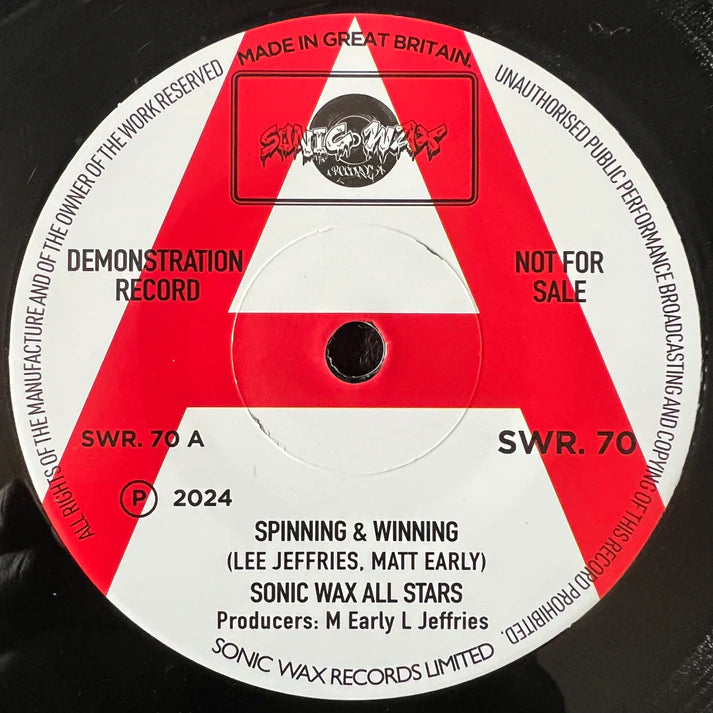 MADE IN GREAT BRITAIN.
SONIC WAX
RECORDS
UNAUTHORISED PUBLIC PERFORMANCE BROADCASTING AND COPYING OF THIS RECORD PROHIBITED.
ALL RIGHTS OF THE MANUFACTURE AND OF THE OWNER OF THE WORK RESERVED
DEMONSTRATION
RECORD
NOT FOR
SALE
SWR. 70 A
SWR. 70
Ⓟ 2024
SPINNING & WINNING
(LEE JEFFRIES, MATT EARLY)
SONIC WAX ALL STARS
Producers: M Early L Jeffries
SONIC WAX RECORDS LIMITED